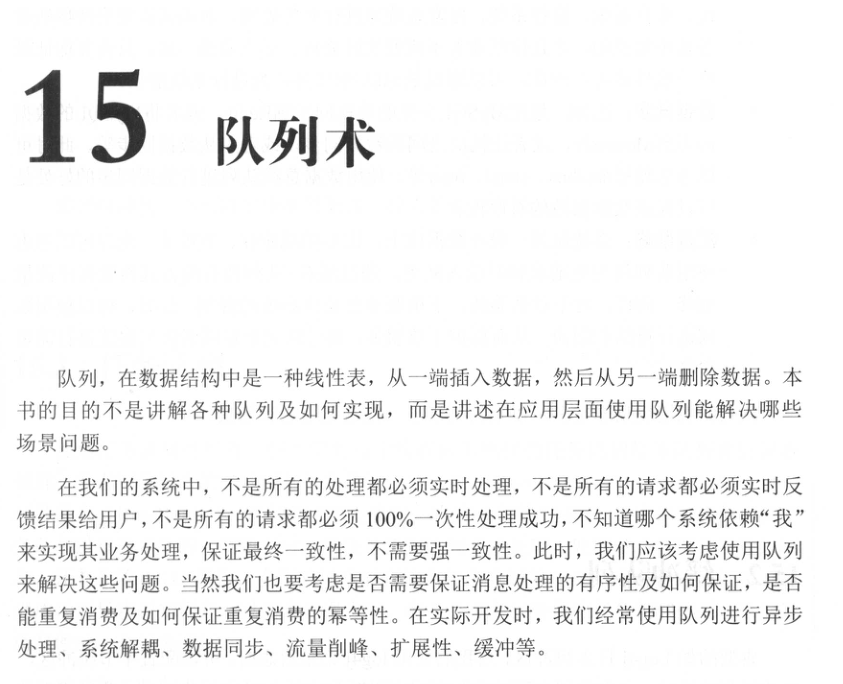 15 队列术
队列，在数据结构中是一种线性表，从一端插入数据，然后从另一端删除数据。本
书的目的不是讲解各种队列及如何实现，而是讲述在应用层面使用队列能解决哪些
场景问题。
在我们的系统中，不是所有的处理都必须实时处理，不是所有的请求都必须实时反
馈结果给用户，不是所有的请求都必须 100%一次性处理成功，不知道哪个系统依赖“我”
来实现其业务处理，保证最终一致性，不需要强一致性。此时，我们应该考虑使用队列
来解决这些问题。当然我们也要考虑是否需要保证消息处理的有序性及如何保证，是否
能重复消费及如何保证重复消费的幂等性。在实际开发时，我们经常使用队列进行异步
处理、系统解耦、数据同步、流量削峰、扩展性、缓冲等。